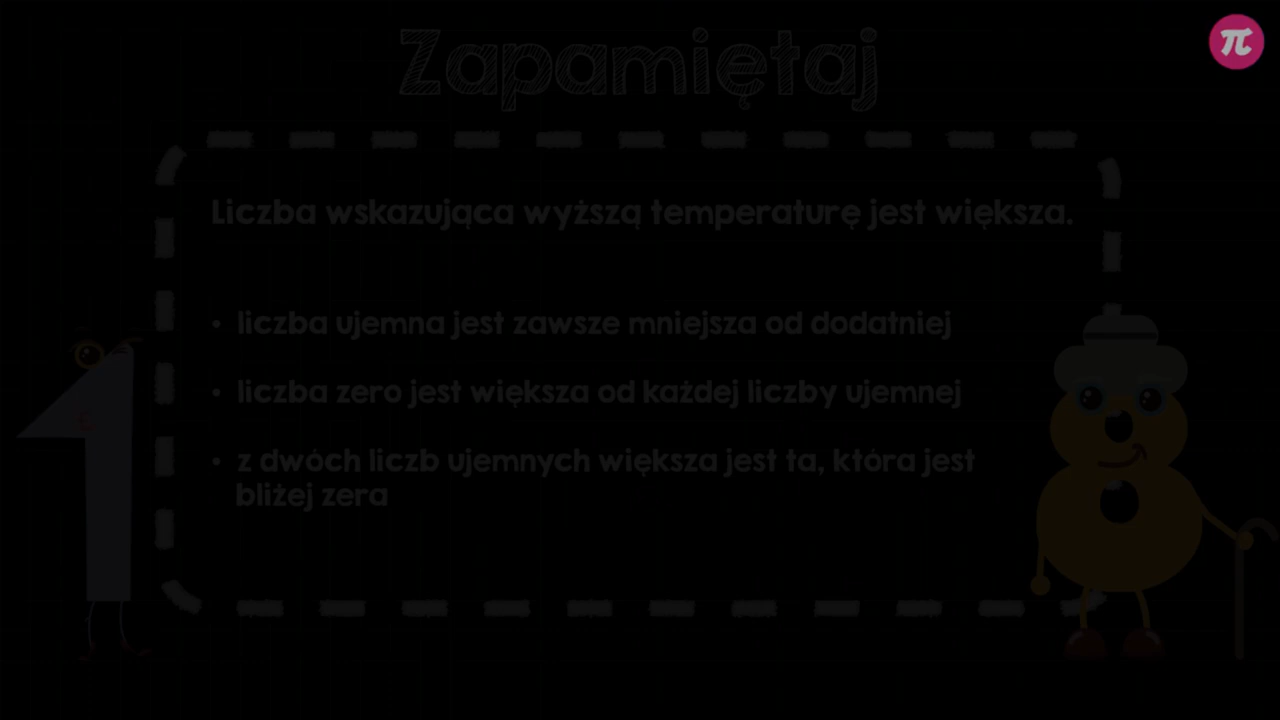 Zapamiętaj
π
Liczba wskazująca wyższą temperaturę jest większa.
• liczba ujemna jest zawsze mniejsza od dodatniej
• liczba zero jest większa od każdej liczby ujemnej
• z dwóch liczb ujemnych większa jest ta, która jest
bliżej zera